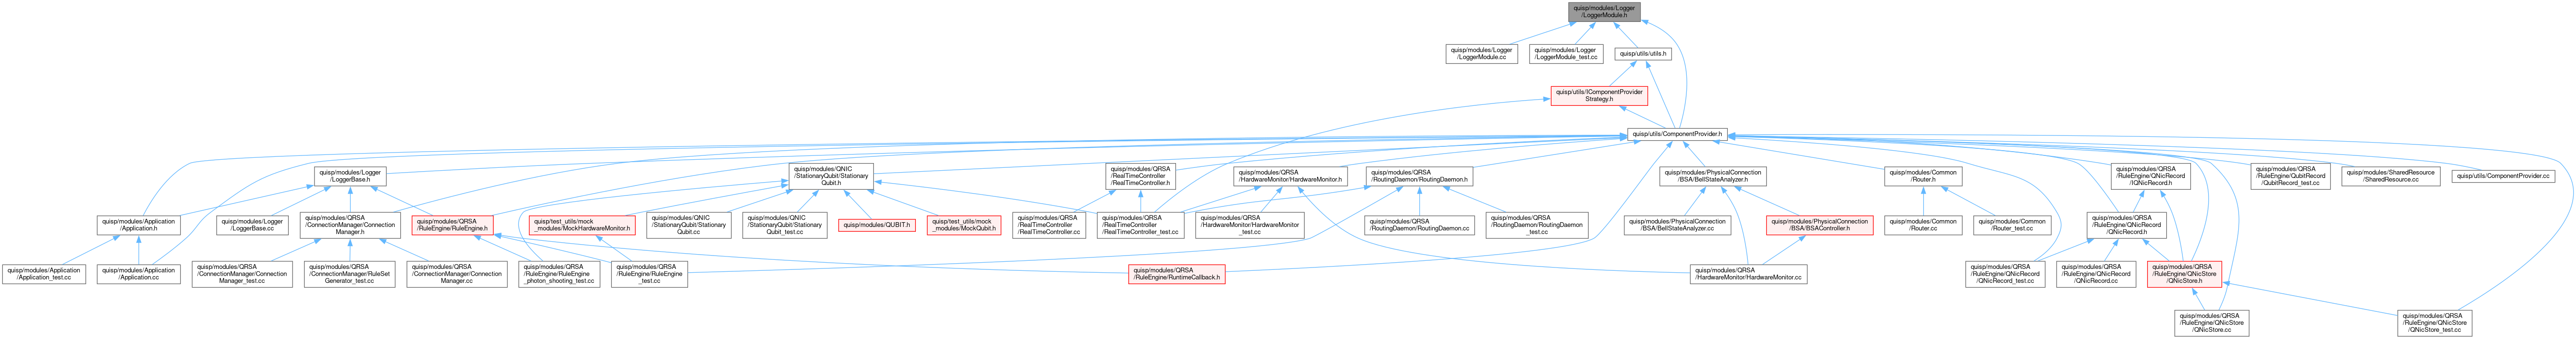 quisp/modules/Logger
/LoggerModule.h
quisp/modules/Logger
/LoggerModule.cc
quisp/modules/Logger
/LoggerModule_test.cc
quisp/utils/utils.h
quisp/utils/IComponentProvider
Strategy.h
quisp/utils/ComponentProvider.h
quisp/modules/Logger
/LoggerBase.h
quisp/modules/QNIC
/StationaryQubit/Stationary
Qubit.h
quisp/modules/QRSA
/RealTimeController
/RealTimeController.h
quisp/modules/QRSA
/HardwareMonitor/HardwareMonitor.h
quisp/modules/QRSA
/RoutingDaemon/RoutingDaemon.h
quisp/modules/PhysicalConnection
/BSA/BellStateAnalyzer.h
quisp/modules/Common
/Router.h
quisp/modules/QRSA
/RuleEngine/QNicRecord
/IQNicRecord.h
quisp/modules/QRSA
/RuleEngine/QubitRecord
/QubitRecord_test.cc
quisp/modules/SharedResource
/SharedResource.cc
quisp/utils/ComponentProvider.cc
quisp/modules/Application
/Application.h
quisp/modules/Logger
/LoggerBase.cc
quisp/modules/QRSA
/ConnectionManager/Connection
Manager.h
quisp/modules/QRSA
/RuleEngine/RuleEngine.h
quisp/test_utils/mock
_modules/MockHardwareMonitor.h
quisp/modules/QNIC
/StationaryQubit/Stationary
Qubit.cc
quisp/modules/QNIC
/StationaryQubit/Stationary
Qubit_test.cc
quisp/modules/QUBIT.h
quisp/test_utils/mock
_modules/MockQubit.h
quisp/modules/QRSA
/RealTimeController
/RealTimeController.cc
quisp/modules/QRSA
/RealTimeController
/RealTimeController_test.cc
quisp/modules/QRSA
/HardwareMonitor/HardwareMonitor
_test.cc
quisp/modules/QRSA
/RoutingDaemon/RoutingDaemon.cc
quisp/modules/QRSA
/RoutingDaemon/RoutingDaemon
_test.cc
quisp/modules/PhysicalConnection
/BSA/BellStateAnalyzer.cc
quisp/modules/PhysicalConnection
/BSA/BSAController.h
quisp/modules/Common
/Router.cc
quisp/modules/Common
/Router_test.cc
quisp/modules/QRSA
/RuleEngine/QNicRecord
/QNicRecord.h
quisp/modules/Application
/Application_test.cc
quisp/modules/Application
/Application.cc
quisp/modules/QRSA
/ConnectionManager/Connection
Manager_test.cc
quisp/modules/QRSA
/ConnectionManager/RuleSet
Generator_test.cc
quisp/modules/QRSA
/ConnectionManager/Connection
Manager.cc
quisp/modules/QRSA
/RuleEngine/RuleEngine
_photon_shooting_test.cc
quisp/modules/QRSA
/RuleEngine/RuleEngine
_test.cc
quisp/modules/QRSA
/RuleEngine/RuntimeCallback.h
quisp/modules/QRSA
/HardwareMonitor/HardwareMonitor.cc
quisp/modules/QRSA
/RuleEngine/QNicRecord
/QNicRecord_test.cc
quisp/modules/QRSA
/RuleEngine/QNicRecord
/QNicRecord.cc
quisp/modules/QRSA
/RuleEngine/QNicStore
/QNicStore.h
quisp/modules/QRSA
/RuleEngine/QNicStore
/QNicStore.cc
quisp/modules/QRSA
/RuleEngine/QNicStore
/QNicStore_test.cc